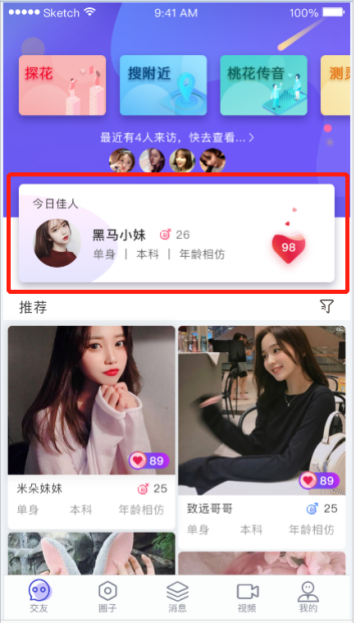 Sketch 9:41 AM 100%
探花 搜附近 桃花传音 测灵
最近有4人来访，快去查看...
今日佳人
黑马小妹 26
单身 | 本科 | 年龄相仿
98
推荐
89
米朵妹妹 25
单身 本科 年龄相仿
89
致远哥哥 25
单身 本科 年龄相仿
交友 圈子 消息 视频 我的